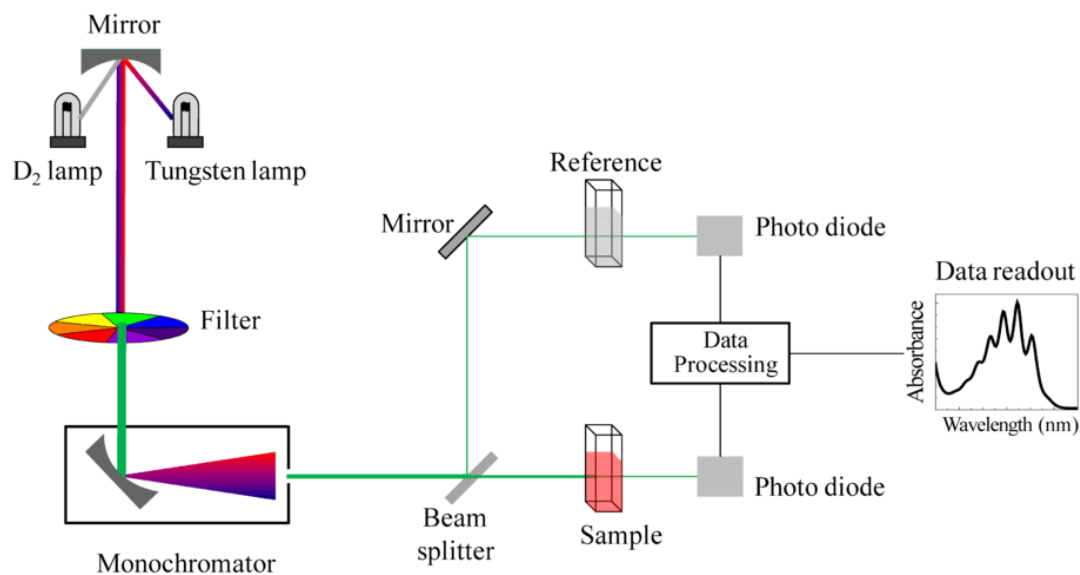 Mirror
D₂ lamp
Tungsten lamp
Filter
Monochromator
Mirror
Beam
splitter
Reference
Sample
Photo diode
Data
Processing
Photo diode
Data readout
Absorbance
Wavelength (nm)